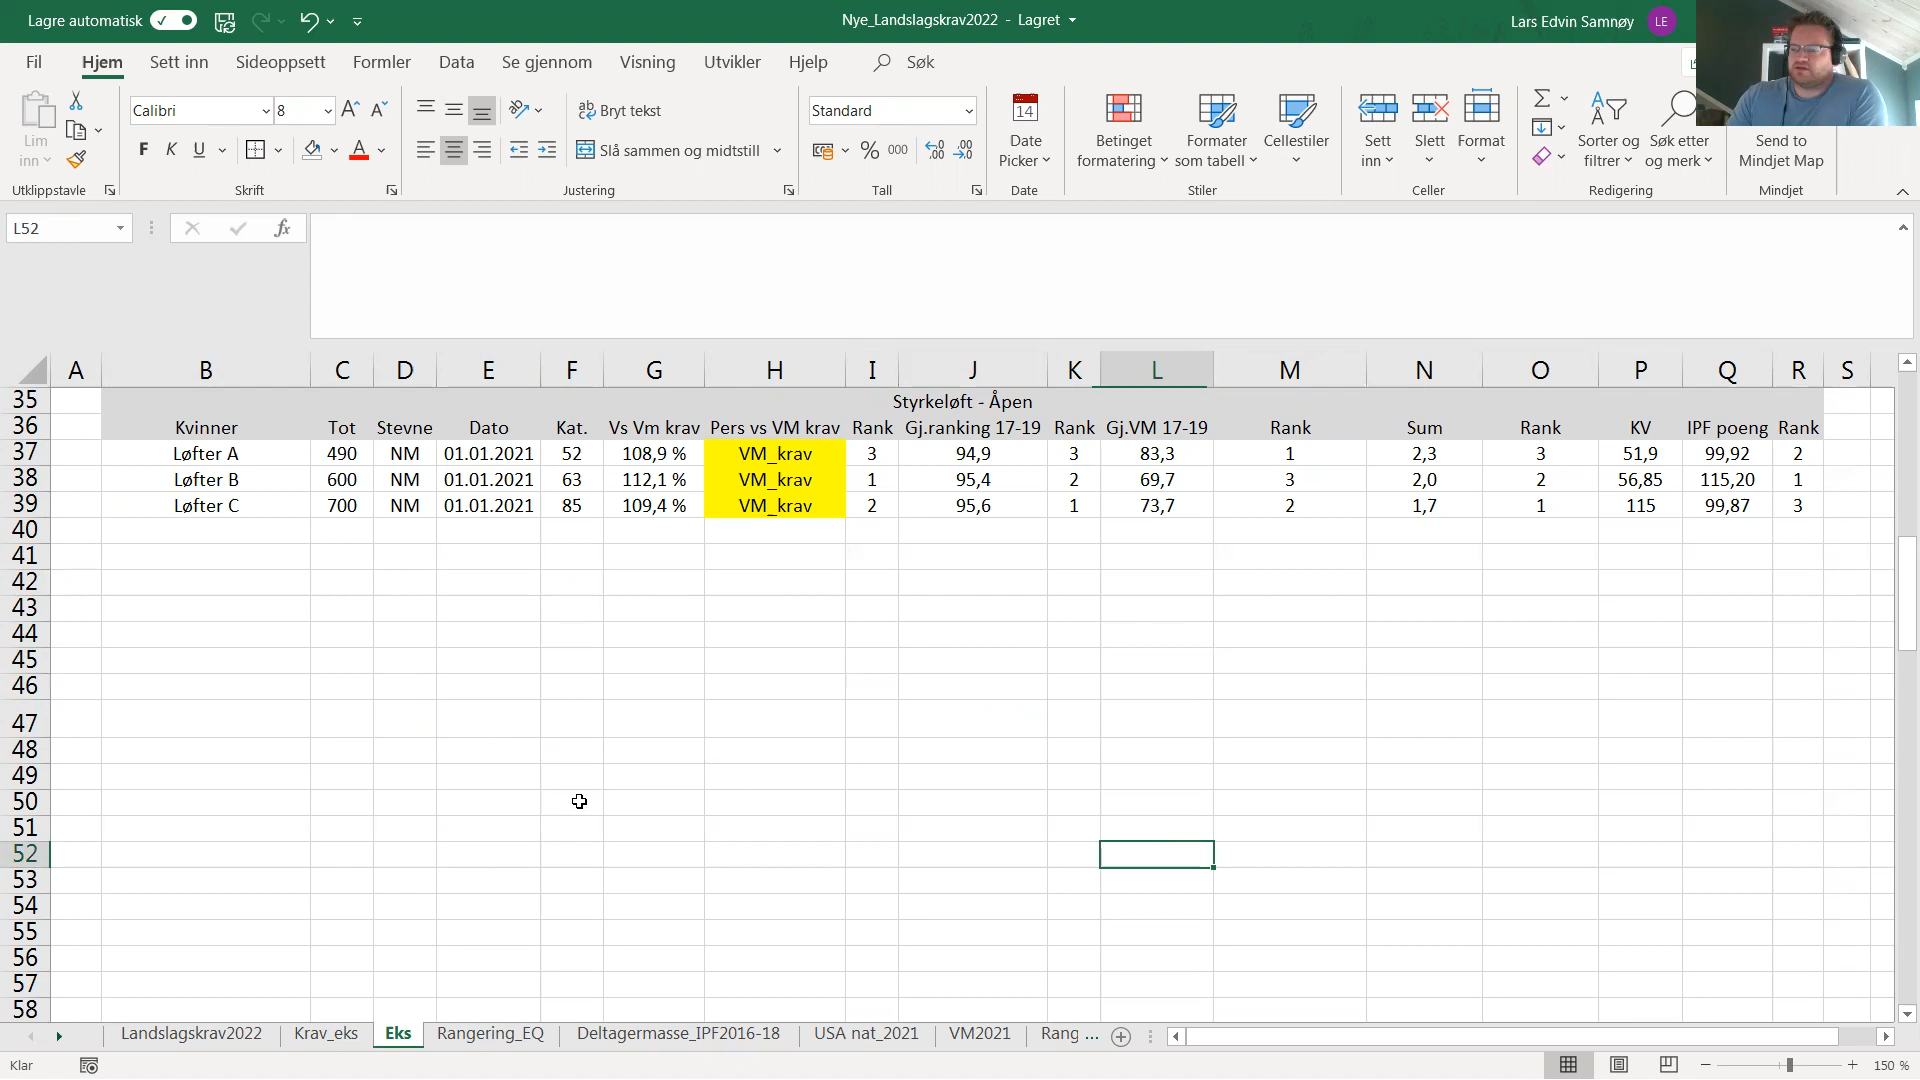 Lagre automatisk
Nye_Landslagskrav2022 - Lagret
Lars Edvin Samnøy LE
Fil Hjem Sett inn Sideoppsett Formler Data Se gjennom Visning Utvikler Hjelp Søk
Lim inn
Utklippstavle
Calibri 8
F K U A
Skrift
Bryt tekst
Slå sammen og midtstill
Justering
Standard
% 000
Tall
14
Date Picker
Date
Betinget formatering
Formater som tabell
Cellestiler
Stiler
Sett inn
Slett
Format
Celler
Sorter og filtrer
Søk etter og merk
Redigering
Send to Mindjet Map
Mindjet
L52 fx
A B C D E F G H I J K L M N O P Q R S
35 Styrkeløft - Åpen
36 Kvinner Tot Stevne Dato Kat. Vs Vm krav Pers vs VM krav Rank Gj.ranking 17-19 Rank Gj.VM 17-19 Rank Sum Rank KV IPF poeng Rank
37 Løfter A 490 NM 01.01.2021 52 108,9 % VM_krav 3 94,9 3 83,3 1 2,3 3 51,9 99,92 2
38 Løfter B 600 NM 01.01.2021 63 112,1 % VM_krav 1 95,4 2 69,7 3 2,0 2 56,85 115,20 1
39 Løfter C 700 NM 01.01.2021 85 109,4 % VM_krav 2 95,6 1 73,7 2 1,7 1 115 99,87 3
40
41
42
43
44
45
46
47
48
49
50
51
52
53
54
55
56
57
58
Landslagskrav2022 Krav_eks Eks Rangering_EQ Deltagermasse_IPF2016-18 USA nat_2021 VM2021 Rang ...
Klar
150 %